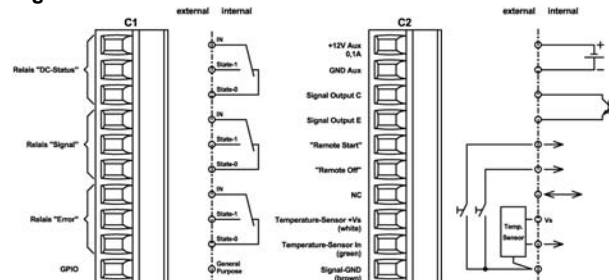 C1
external internal
Relais "DC-Status"
Relais "Signal"
Relais "Error"
GPIO
IN
State-1
State-0
IN
State-1
State-0
IN
State-1
State-0
General
Purpose
C2
external internal
+12V Aux
0,1A
GND Aux
Signal Output C
Signal Output E
"Remote Start"
"Remote Off"
NC
Temperature-Sensor +Vs
(white)
Temperature-Sensor In
(green)
Signal-GND
(brown)
+
−
Vs
Temp.
Sensor